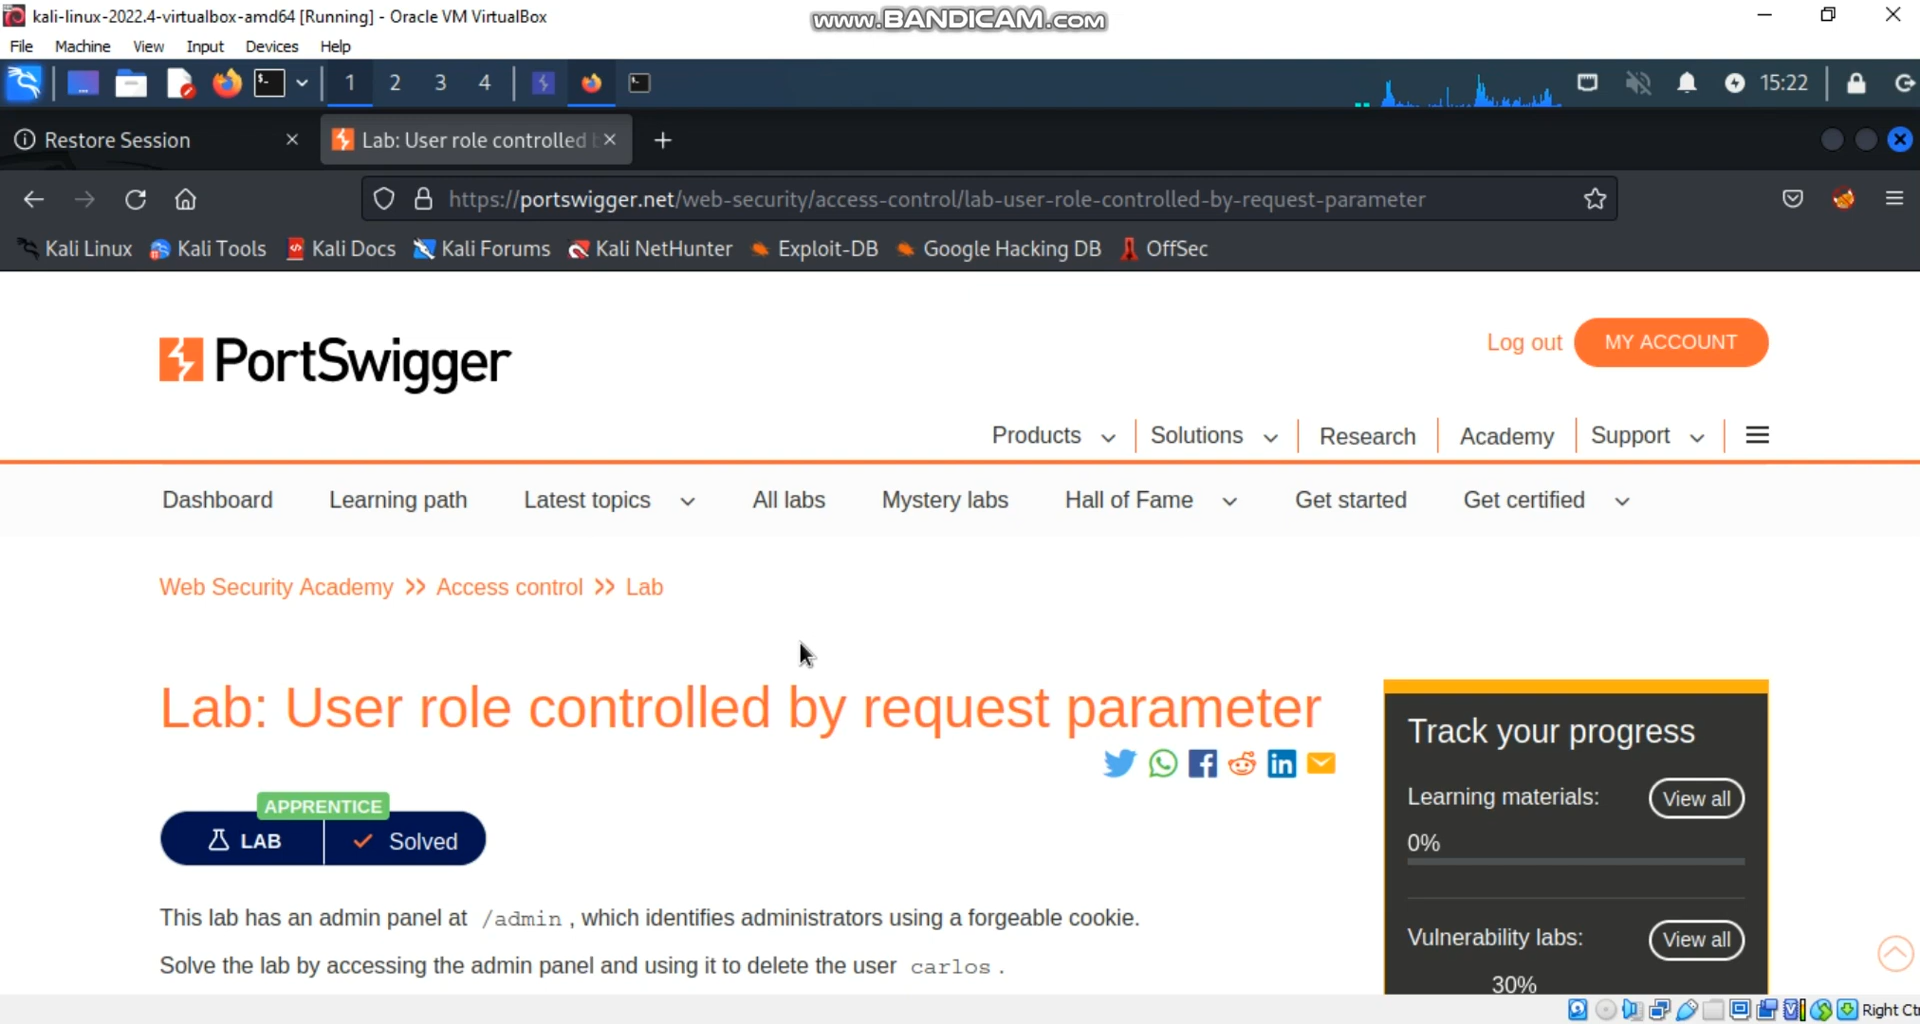 kali-linux-2022.4-virtualbox-amd64 [Running] - Oracle VM VirtualBox
www.BANDICAM.com
File Machine View Input Devices Help
1 2 3 4 15:22
Restore Session
Lab: User role controlled b
https://portswigger.net/web-security/access-control/lab-user-role-controlled-by-request-parameter
Kali Linux Kali Tools Kali Docs Kali Forums Kali NetHunter Exploit-DB Google Hacking DB OffSec
PortSwigger
Log out MY ACCOUNT
Products Solutions Research Academy Support
Dashboard Learning path Latest topics All labs Mystery labs Hall of Fame Get started Get certified
Web Security Academy >> Access control >> Lab
Lab: User role controlled by request parameter
APPRENTICE
LAB Solved
This lab has an admin panel at /admin , which identifies administrators using a forgeable cookie.
Solve the lab by accessing the admin panel and using it to delete the user carlos .
Track your progress
Learning materials: View all
0%
Vulnerability labs: View all
30%
Right Ct